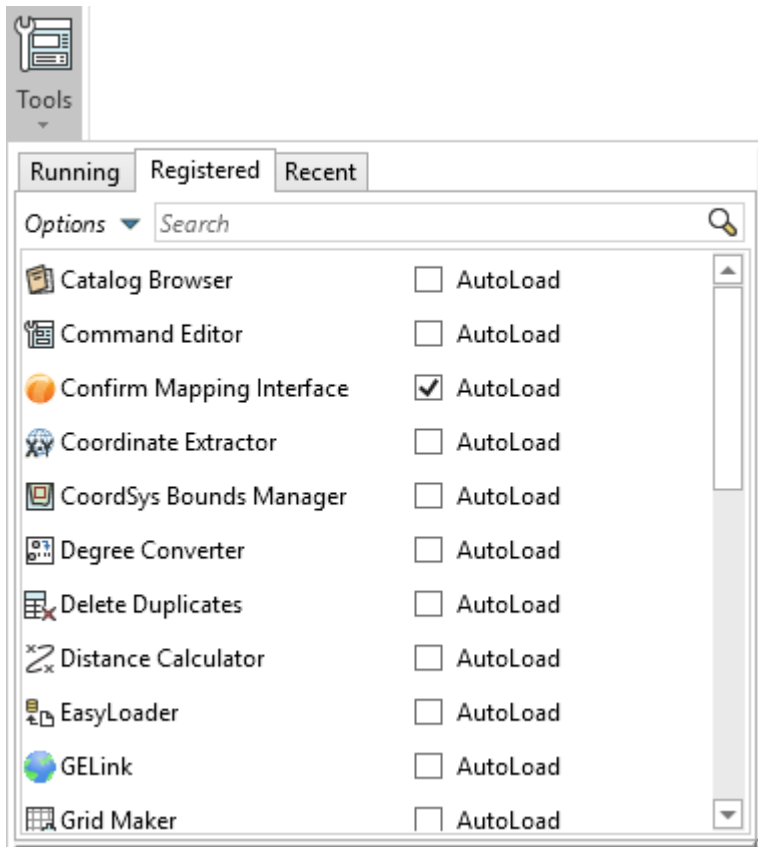 Tools
Running Registered Recent
Options Search
Catalog Browser AutoLoad
Command Editor AutoLoad
Confirm Mapping Interface AutoLoad
Coordinate Extractor AutoLoad
CoordSys Bounds Manager AutoLoad
Degree Converter AutoLoad
Delete Duplicates AutoLoad
Distance Calculator AutoLoad
EasyLoader AutoLoad
GELink AutoLoad
Grid Maker AutoLoad